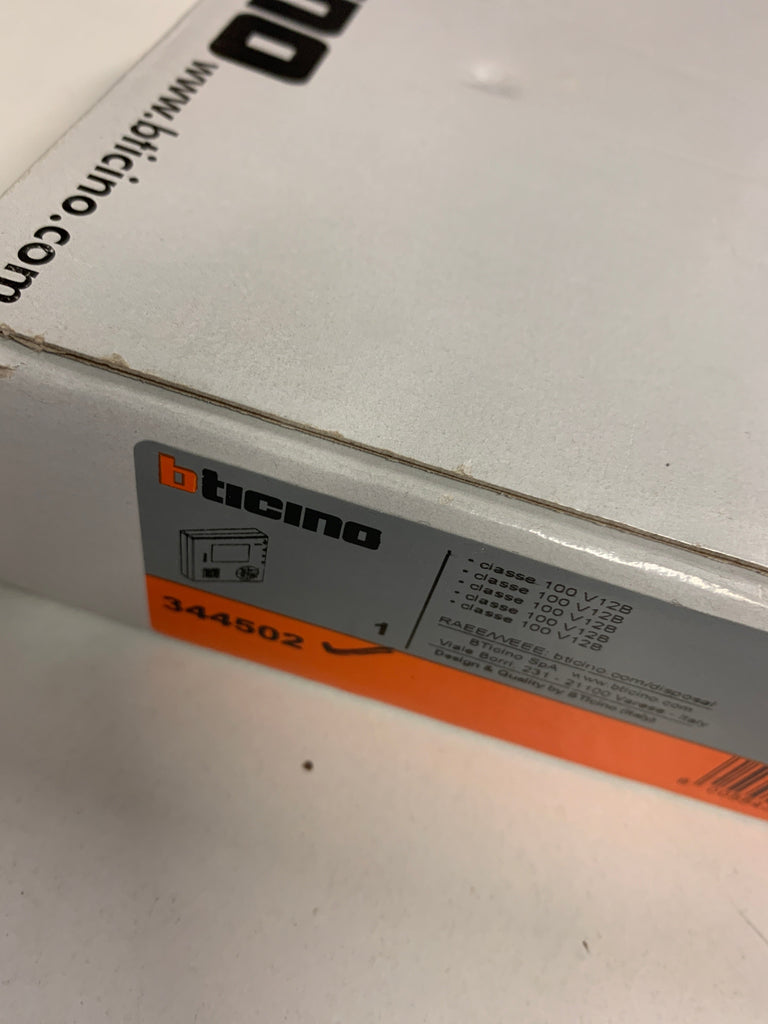 www.bticino.com
bticino
344502
1
• classe 100 V12B
• classe 100 V12B
• classe 100 V12B
• classe 100 V12B
• classe 100 V12B
RAEE/WEEE: bticino.com/disposal
BTicino SpA www.bticino.com
Viale Borri, 231 - 21100 Varese - Italy
Design & Quality by BTicino (Italy)